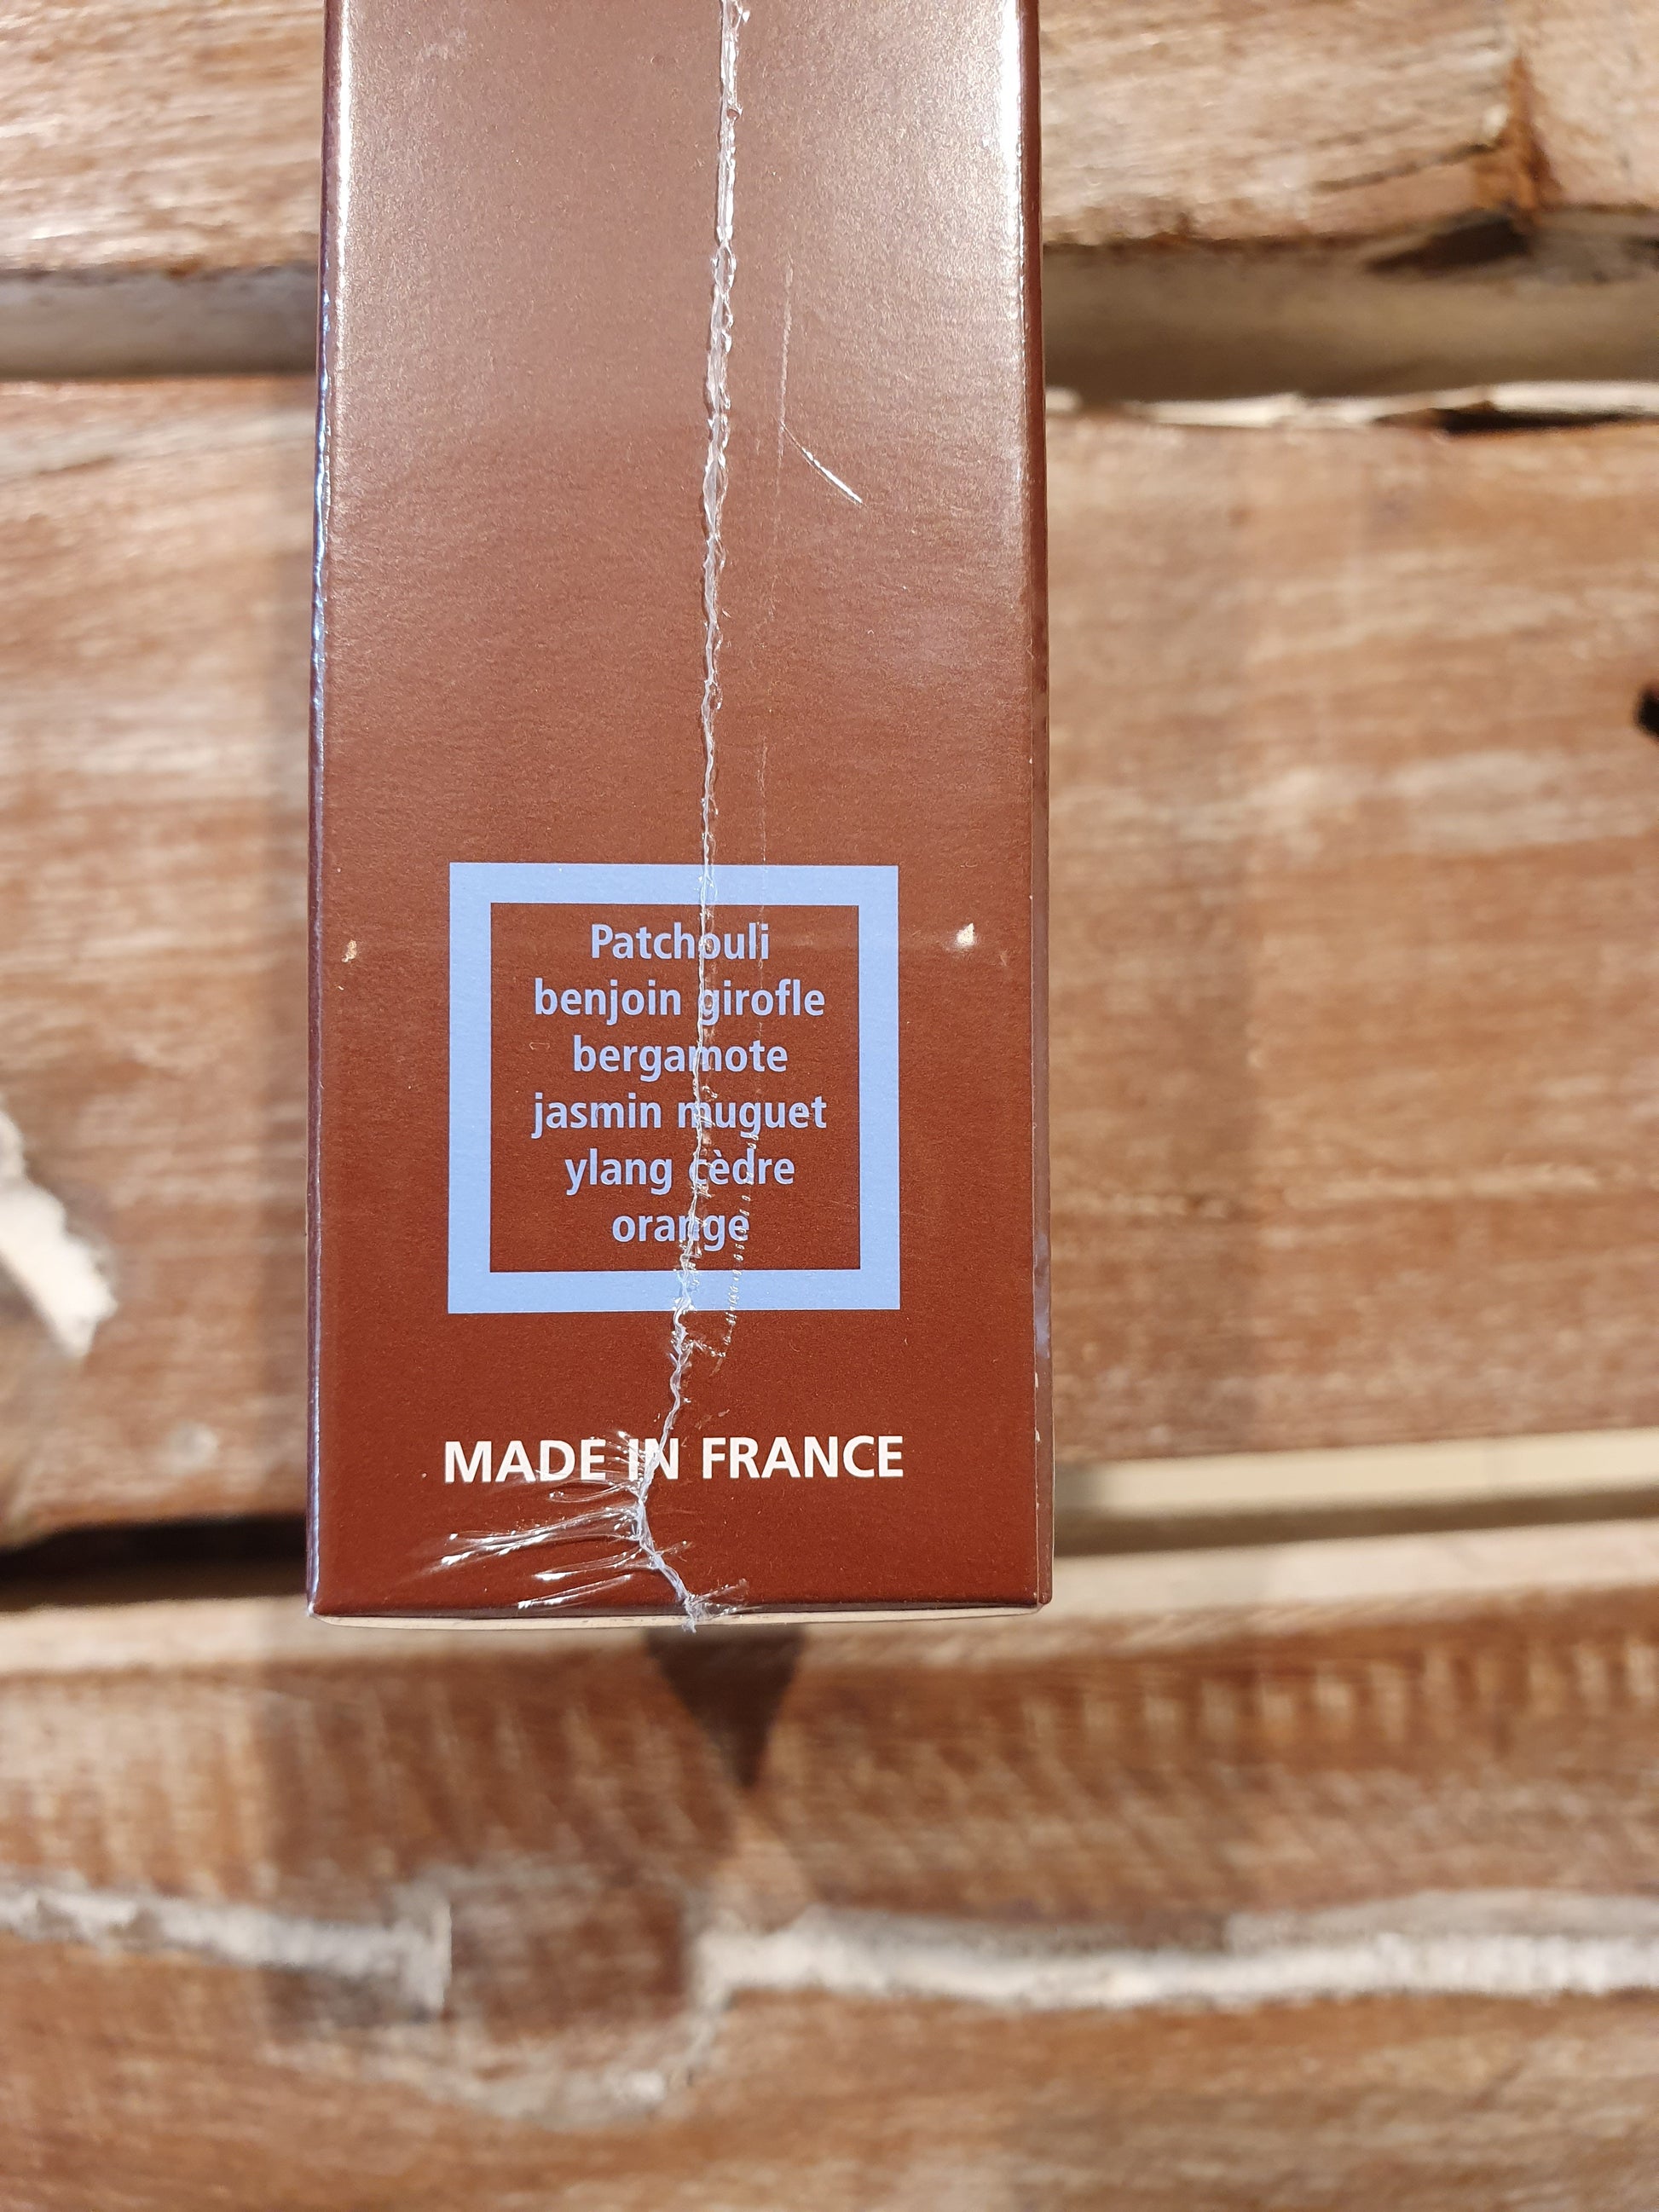 Patchouli
benjoin girofle
bergamote
jasmin muguet
ylang cèdre
orange
MADE IN FRANCE